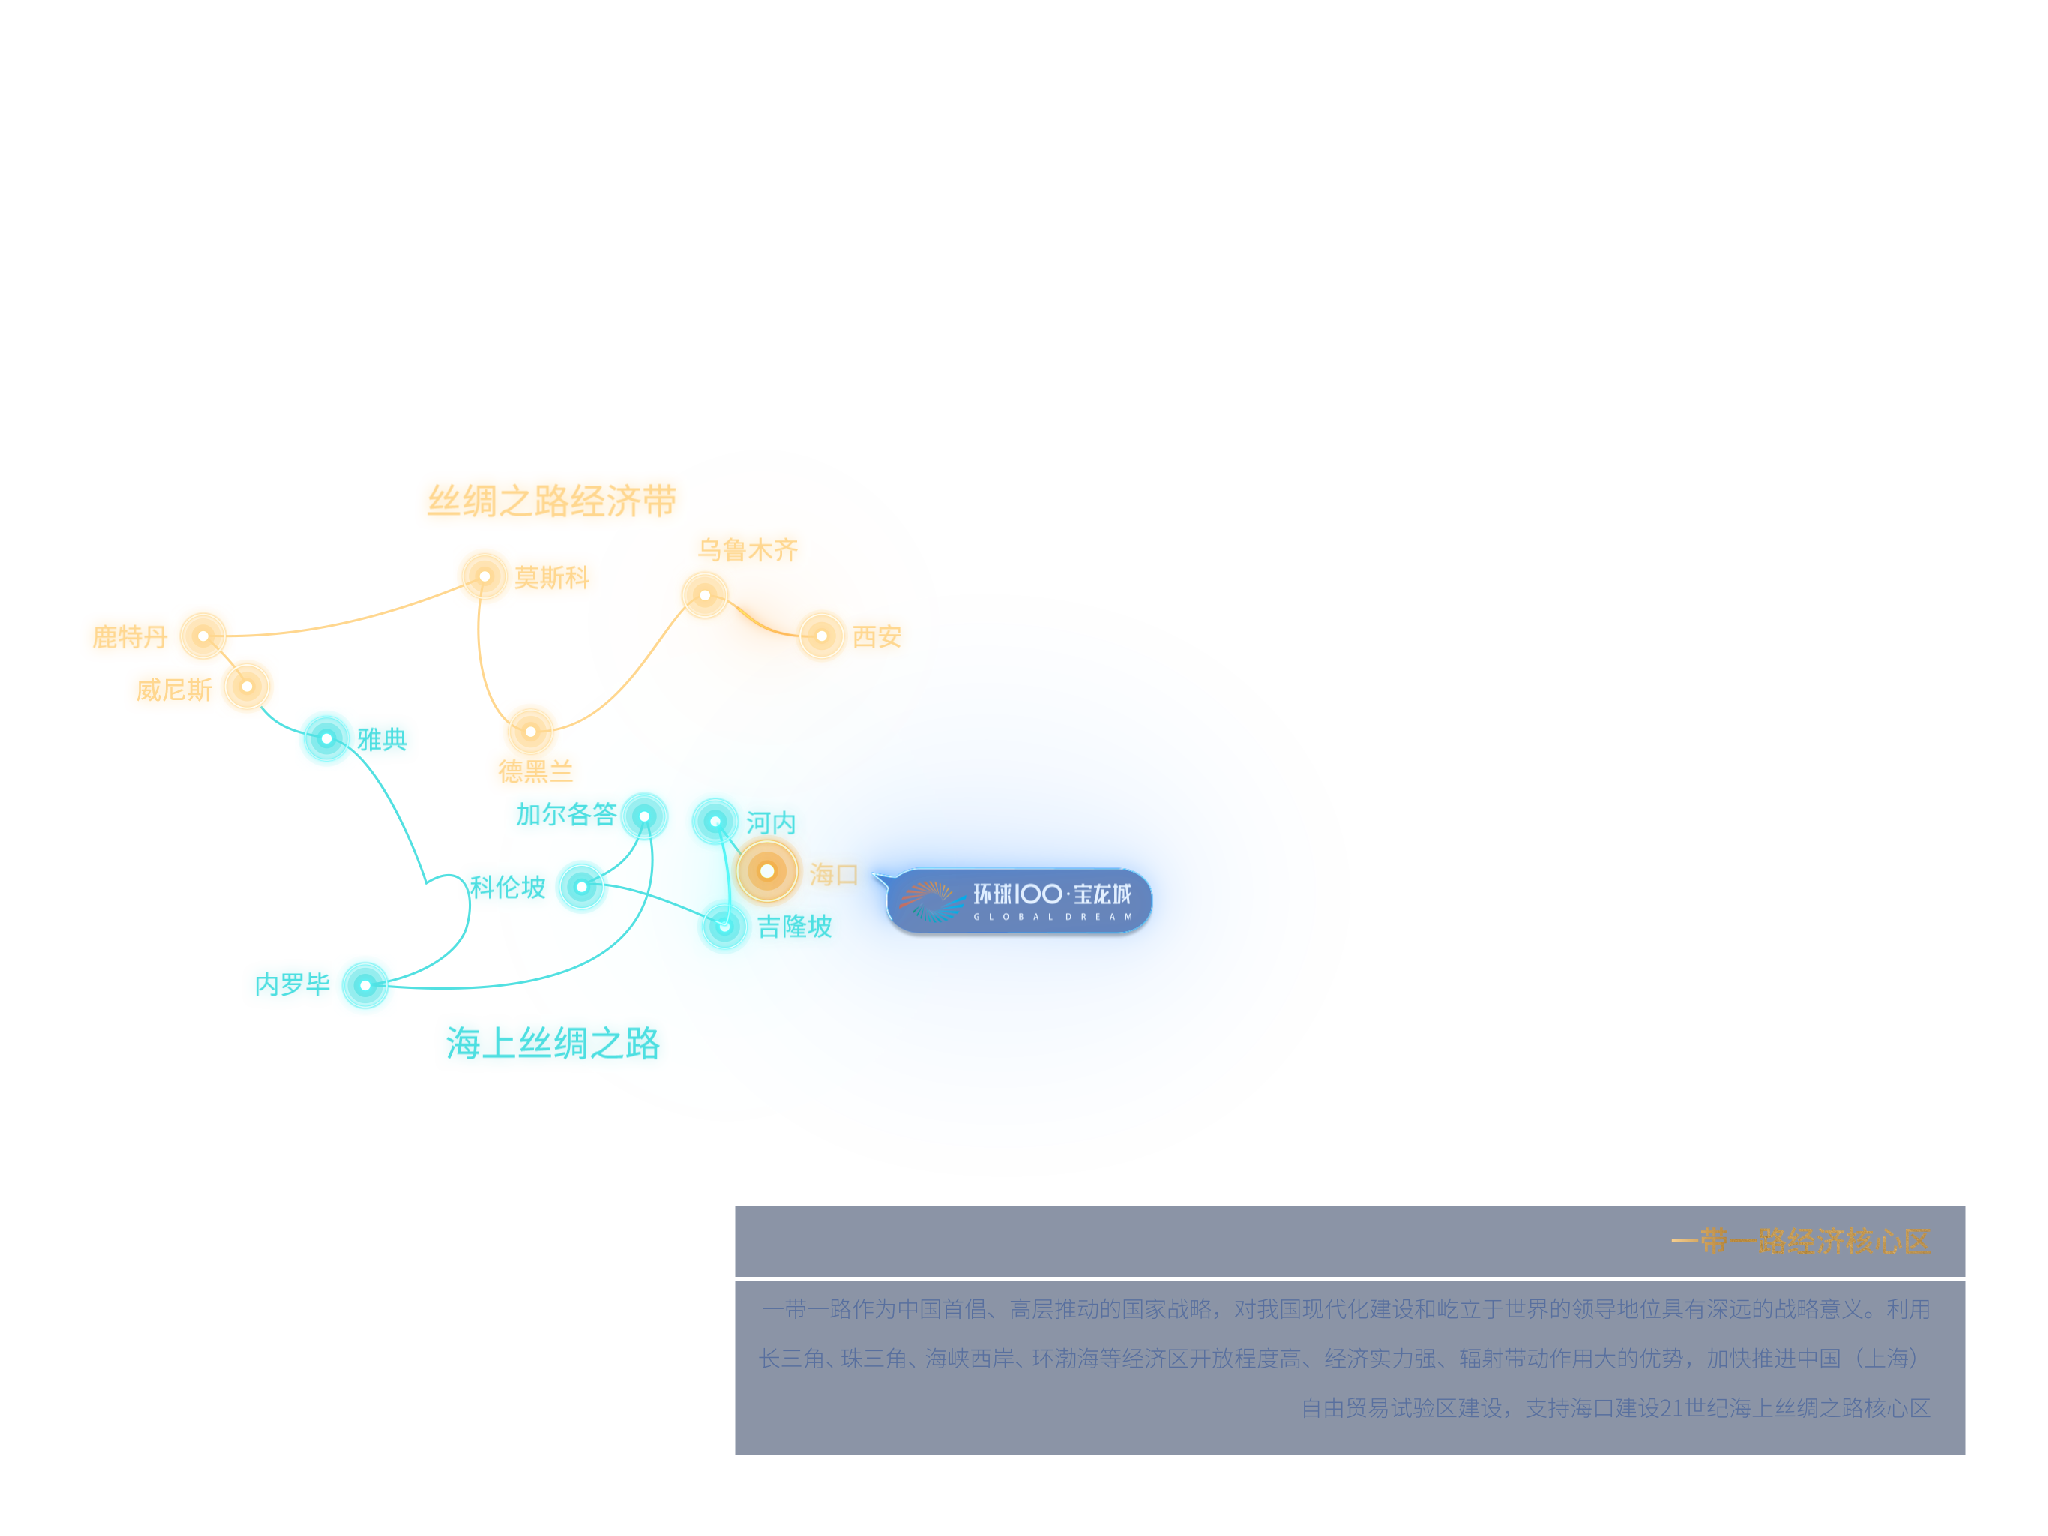 丝绸之路经济带
乌鲁木齐
莫斯科
鹿特丹
西安
威尼斯
雅典
德黑兰
加尔各答
河内
海口
科伦坡
环球100·宝龙城
GLOBAL DREAM
吉隆坡
内罗毕
海上丝绸之路
一带一路经济核心区
一带一路作为中国首倡、高层推动的国家战略，对我国现代化建设和屹立于世界的领导地位具有深远的战略意义。利用
长三角、珠三角、海峡西岸、环渤海等经济区开放程度高、经济实力强、辐射带动作用大的优势，加快推进中国（上海）
自由贸易试验区建设，支持海口建设21世纪海上丝绸之路核心区